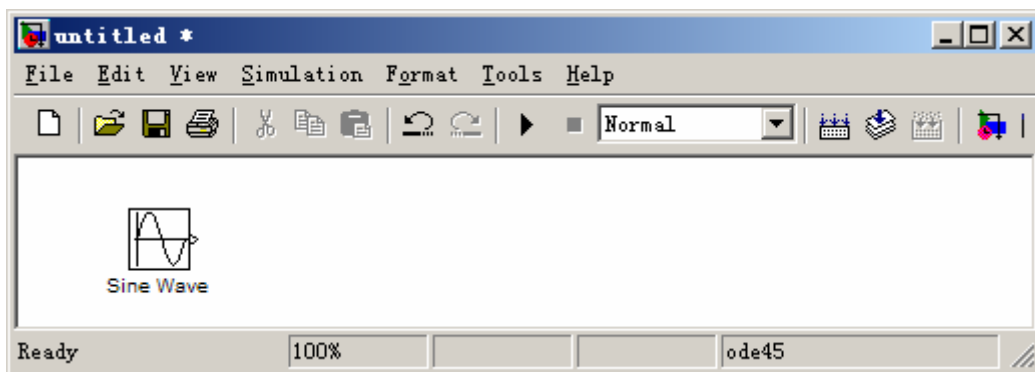 untitled *
File Edit View Simulation Format Tools Help
Normal
Sine Wave
Ready 100% ode45